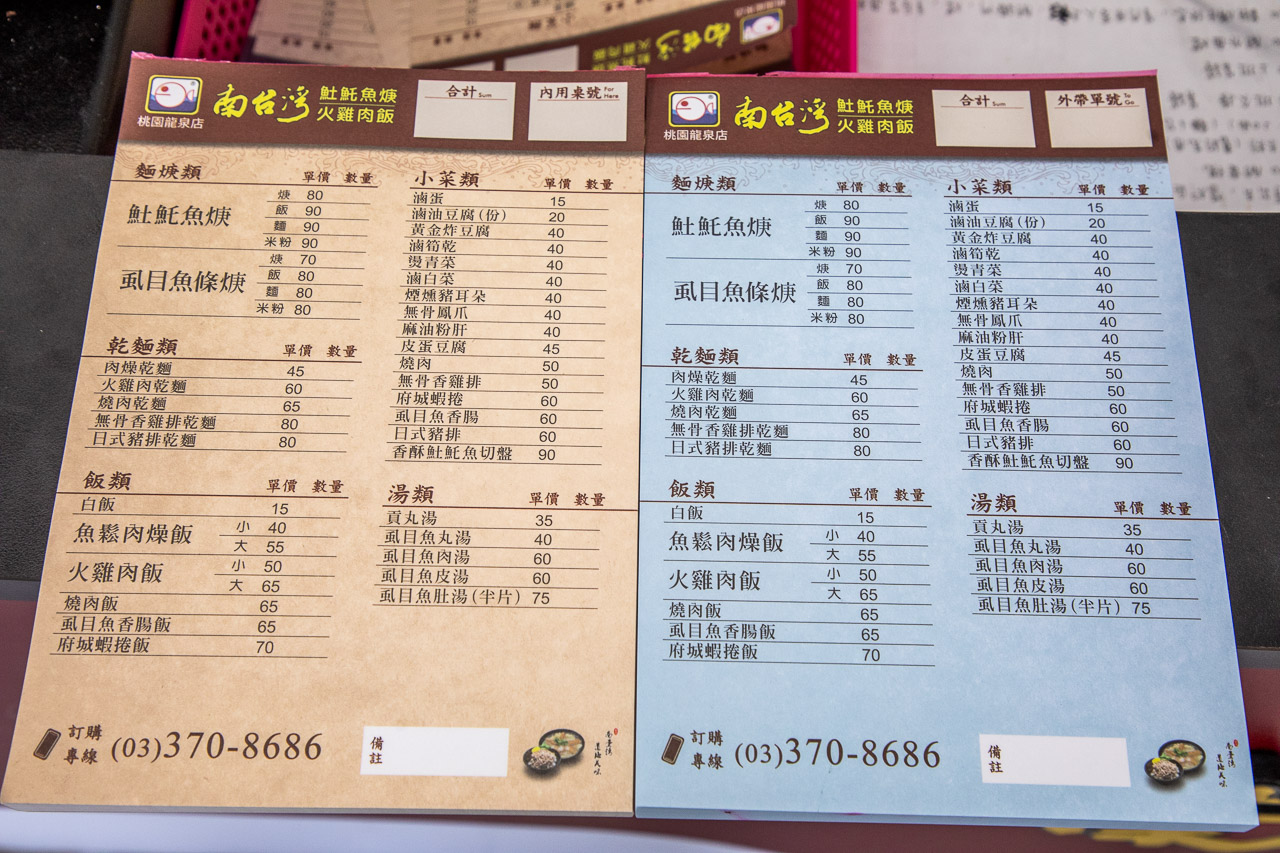 南台灣
魠魠魚焿
火雞肉飯
桃園龍泉店
合計 Sum
內用桌號 For Here
麵焿類 單價 數量
𩵚魠魚焿
焿 80
飯 90
麵 90
米粉 90
虱目魚條焿
焿 70
飯 80
麵 80
米粉 80
乾麵類 單價 數量
肉燥乾麵 45
火雞肉乾麵 60
燒肉乾麵 65
無骨香雞排乾麵 80
日式豬排乾麵 80
飯類 單價 數量
白飯 15
魚鬆肉燥飯
小 40
大 55
火雞肉飯
小 50
大 65
燒肉飯 65
虱目魚香腸飯 65
府城蝦捲飯 70
小菜類 單價 數量
滷蛋 15
滷油豆腐(份) 20
黃金炸豆腐 40
滷筍乾 40
燙青菜 40
滷白菜 40
煙燻豬耳朵 40
無骨鳳爪 40
麻油粉肝 40
皮蛋豆腐 45
燒肉 50
無骨香雞排 50
府城蝦捲 60
虱目魚香腸 60
日式豬排 60
香酥𩵚魠魚切盤 90
湯類 單價 數量
貢丸湯 35
虱目魚丸湯 40
虱目魚肉湯 60
虱目魚皮湯 60
虱目魚肚湯(半片) 75
訂購
專線
(03)370-8686
備
註
南台灣
𩵚魠魚焿
火雞肉飯
桃園龍泉店
合計 Sum
外帶單號 To Go
麵焿類 單價 數量
𩵚魠魚焿
焿 80
飯 90
麵 90
米粉 90
虱目魚條焿
焿 70
飯 80
麵 80
米粉 80
乾麵類 單價 數量
肉燥乾麵 45
火雞肉乾麵 60
燒肉乾麵 65
無骨香雞排乾麵 80
日式豬排乾麵 80
飯類 單價 數量
白飯 15
魚鬆肉燥飯
小 40
大 55
火雞肉飯
小 50
大 65
燒肉飯 65
虱目魚香腸飯 65
府城蝦捲飯 70
小菜類 單價 數量
滷蛋 15
滷油豆腐(份) 20
黃金炸豆腐 40
滷筍乾 40
燙青菜 40
滷白菜 40
煙燻豬耳朵 40
無骨鳳爪 40
麻油粉肝 40
皮蛋豆腐 45
燒肉 50
無骨香雞排 50
府城蝦捲 60
虱目魚香腸 60
日式豬排 60
香酥𩵚魠魚切盤 90
湯類 單價 數量
貢丸湯 35
虱目魚丸湯 40
虱目魚肉湯 60
虱目魚皮湯 60
虱目魚肚湯(半片) 75
訂購
專線
(03)370-8686
備
註